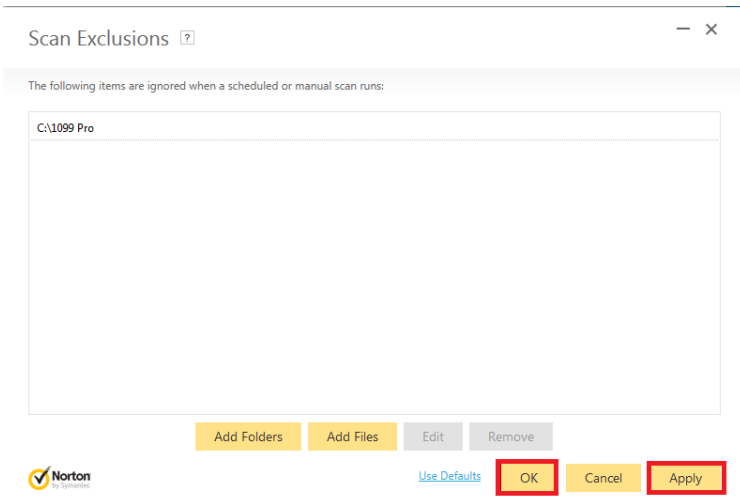 Scan Exclusions ?
The following items are ignored when a scheduled or manual scan runs:
C:\1099 Pro
Add Folders Add Files Edit Remove
Norton
by Symantec
Use Defaults OK Cancel Apply